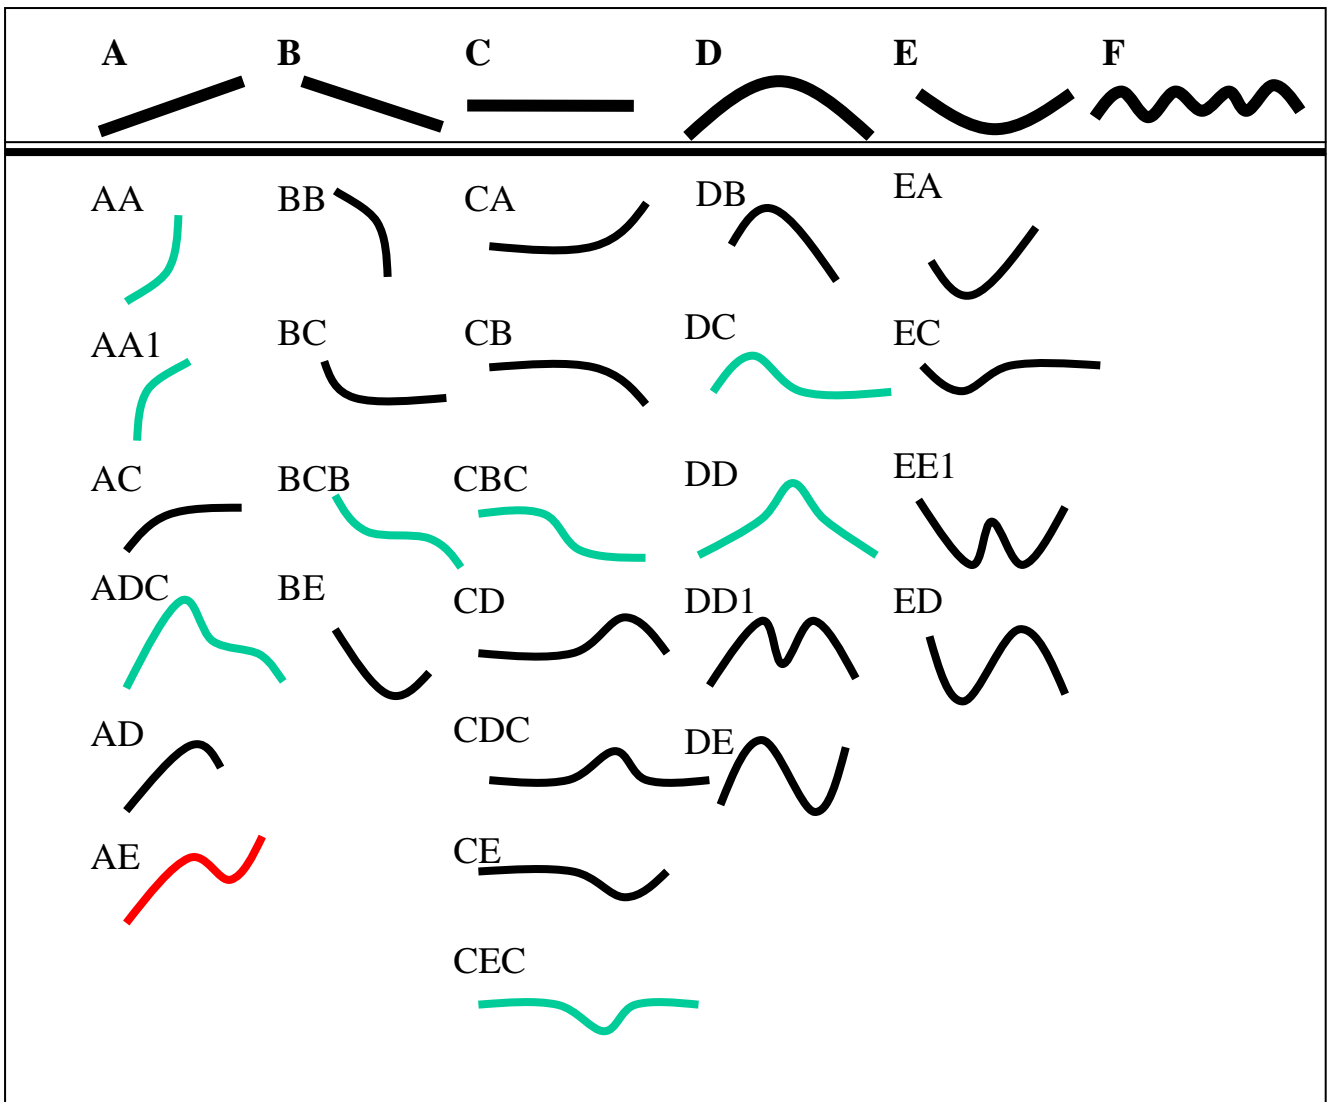 A B C D E F
AA BB CA DB EA
AA1 BC CB DC EC
AC BCB CBC DD EE1
ADC BE CD DD1 ED
AD CDC DE
AE CE
CEC